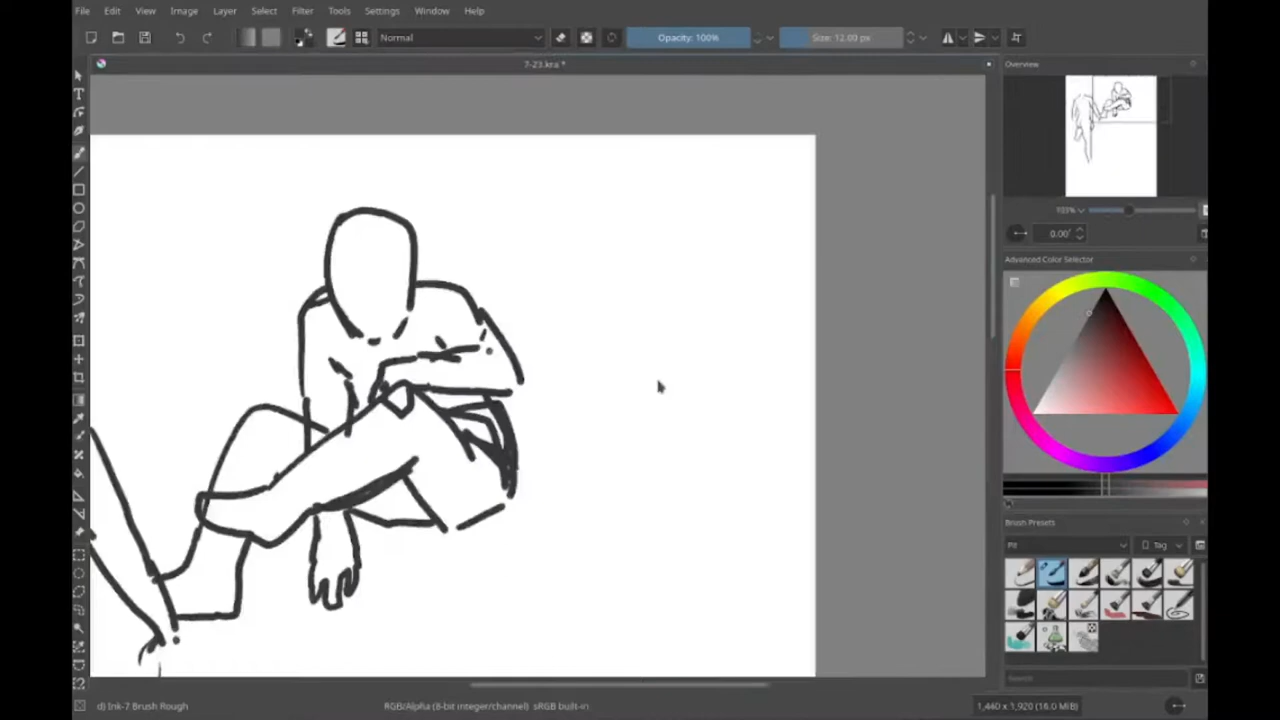 File Edit View Image Layer Select Filter Tools Settings Window Help
Normal Opacity: 100% Size: 12.00 px
7-23.kra *
Overview
103%
0.00°
Advanced Color Selector
Brush Presets
Tag
Search
d) Ink-7 Brush Rough RGB/Alpha (8-bit integer/channel) sRGB built-in 1,440 x 1,920 (16.0 MiB)